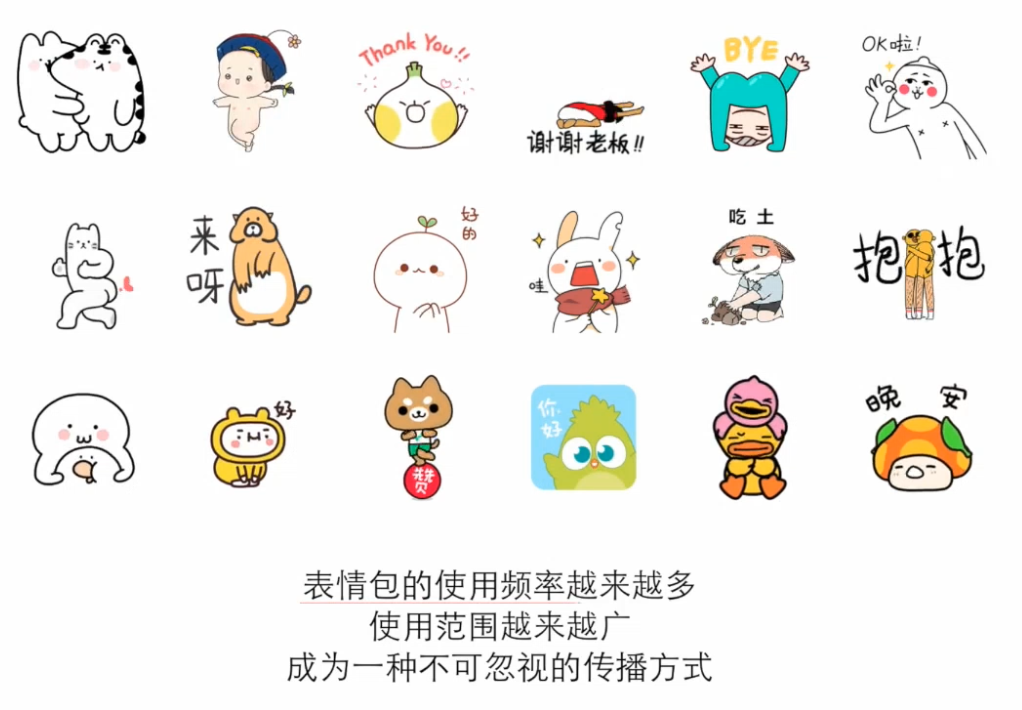 Thank You!!
谢谢老板!!
BYE
OK啦!
来呀
好的
哇
吃土
抱抱
好
赞
你好
晚安
表情包的使用频率越来越多
使用范围越来越广
成为一种不可忽视的传播方式